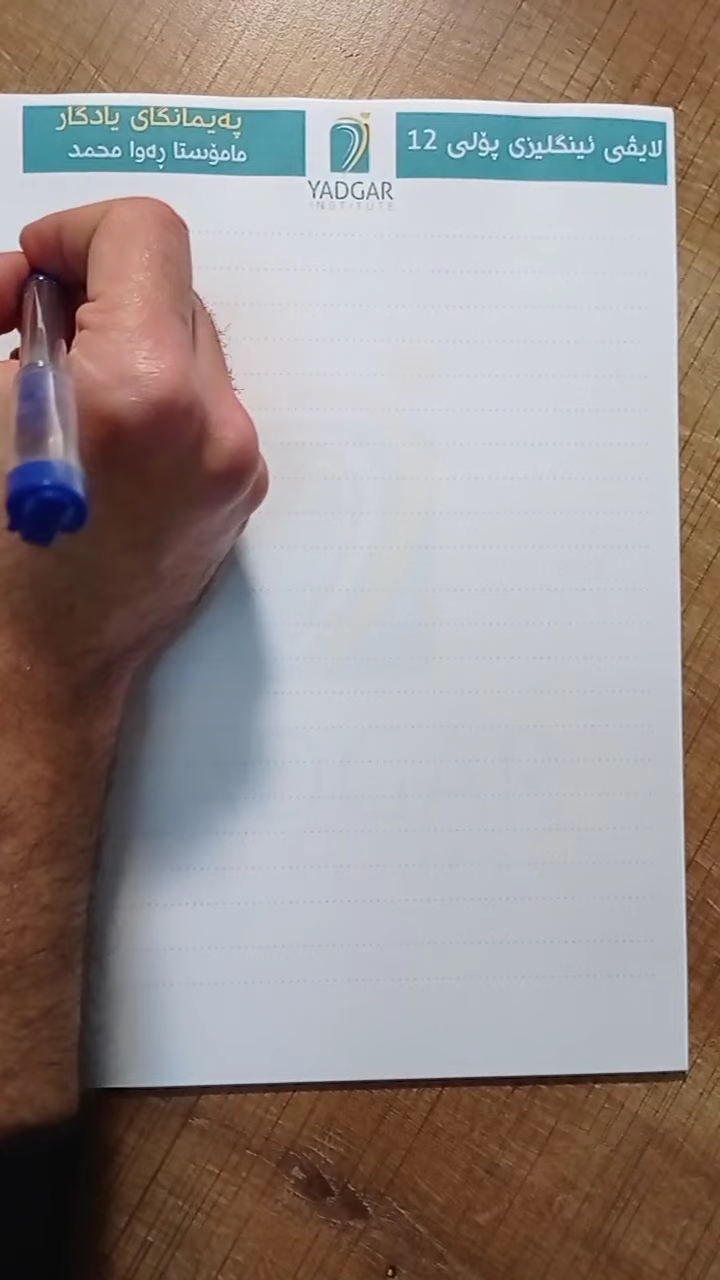 لایڤی ئینگلیزی پۆلی 12
YADGAR
INSTITUTE
پەیمانگای یادگار
مامۆستا ڕەوا محمد